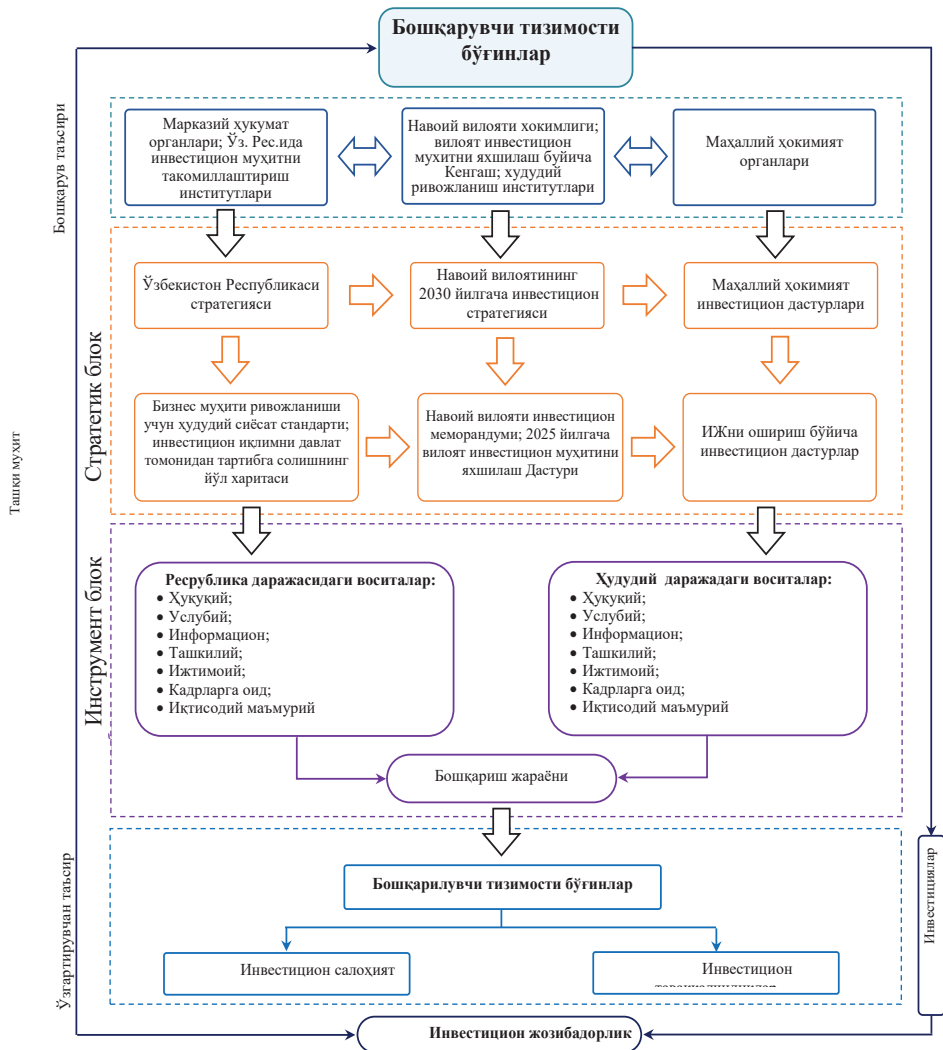 Бошқарувчи тизимости
бўғинлар
Бошкарув таъсири
Марказий ҳукумат
органлари; Ўз. Рес.ида
инвестицион муҳитни
такомиллаштириш
институтлари
Навоий вилояти хокимлиги;
вилоят инвестицион
мухитни яхшилаш буйича
Кенгаш; худудий
ривожланиш институтлари
Маҳаллий ҳокимият
органлари
Ташки муҳит
Стратегик блок
Ўзбекистон Республикаси
стратегияси
Навоий вилоятининг
2030 йилгача инвестицион
стратегияси
Маҳаллий ҳокимият
инвестицион дастурлари
Бизнес муҳити ривожланиши
учун ҳудудий сиёсат стандарти;
инвестицион иқлимни давлат
томонидан тартибга солишнинг
йўл харитаси
Навоий вилояти инвестицион
меморандуми; 2025 йилгача
вилоят инвестицион муҳитини
яхшилаш Дастури
ИЖни ошириш бўйича
инвестицион дастурлар
Инструмент блок
Ресрублика даражасидаги воситалар:
• Ҳуқуқий;
• Услубий;
• Информацион;
• Ташкилий;
• Ижтимоий;
• Кадрларга оид;
• Иқтисодий маъмурий
Ҳудудий даражадаги воситалар:
• Ҳуқуқий;
• Услубий;
• Информацион;
• Ташкилий;
• Ижтимоий;
• Кадрларга оид;
• Иқтисодий маъмурий
Бошқариш жараёни
Ўзгартирувчан таъсир
Бошқарилувчи тизимости бўғинлар
Инвестицион салоҳият
Инвестицион
Инвестициялар
Инвестицион жозибадорлик